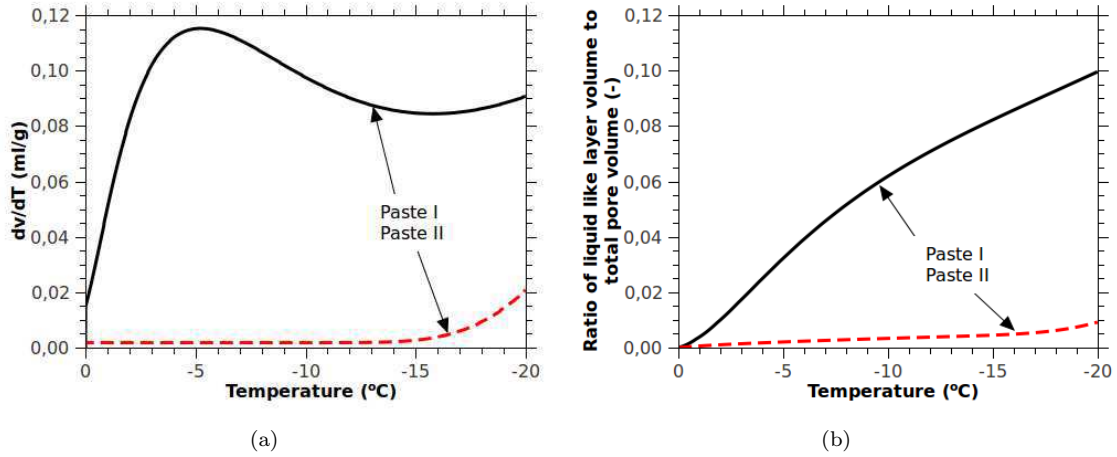 0,12
0,10
0,08
0,06
0,04
0,02
0,00
dv/dT (ml/g)
Paste I
Paste II
0 -5 -10 -15 -20
Temperature (ºC)
(a)
0,12
0,10
0,08
0,06
0,04
0,02
0,00
Ratio of liquid like layer volume to
total pore volume (-)
Paste I
Paste II
0 -5 -10 -15 -20
Temperature (ºC)
(b)